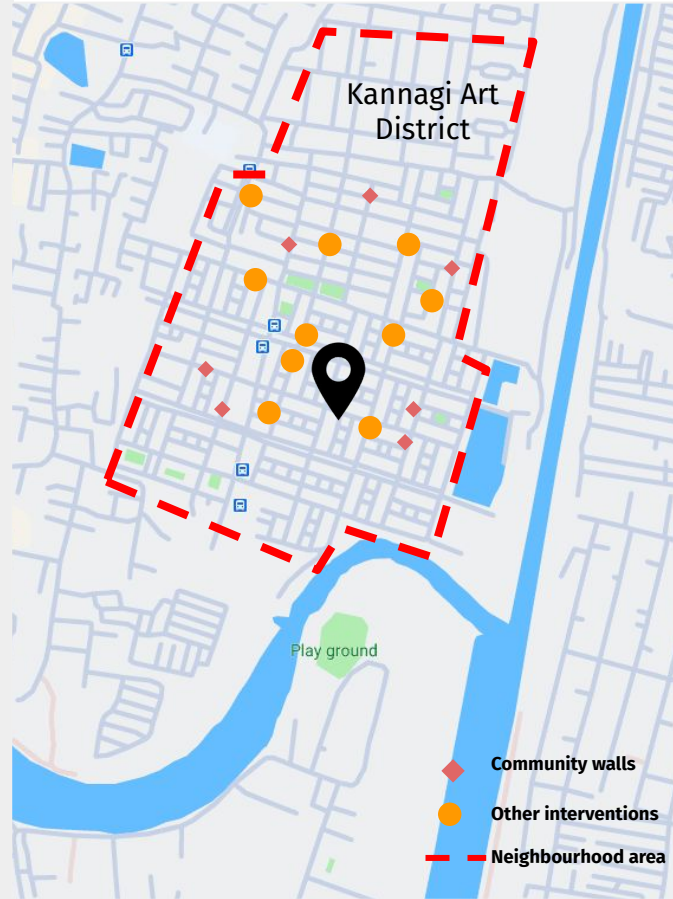 Kannagi Art
District
Play ground
Community walls
Other interventions
Neighbourhood area